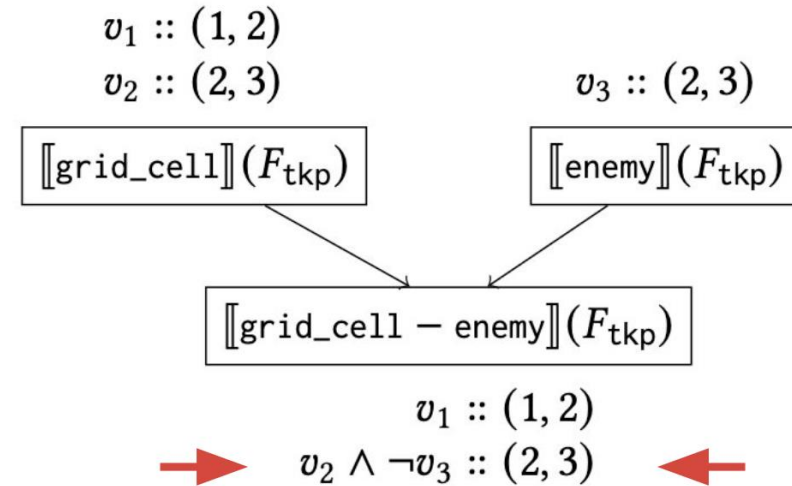 v₁ :: (1, 2)
v₂ :: (2, 3)
v₃ :: (2, 3)
⟦grid_cell⟧(F_tkp)
⟦enemy⟧(F_tkp)
⟦grid_cell − enemy⟧(F_tkp)
v₁ :: (1, 2)
v₂ ∧ ¬v₃ :: (2, 3)